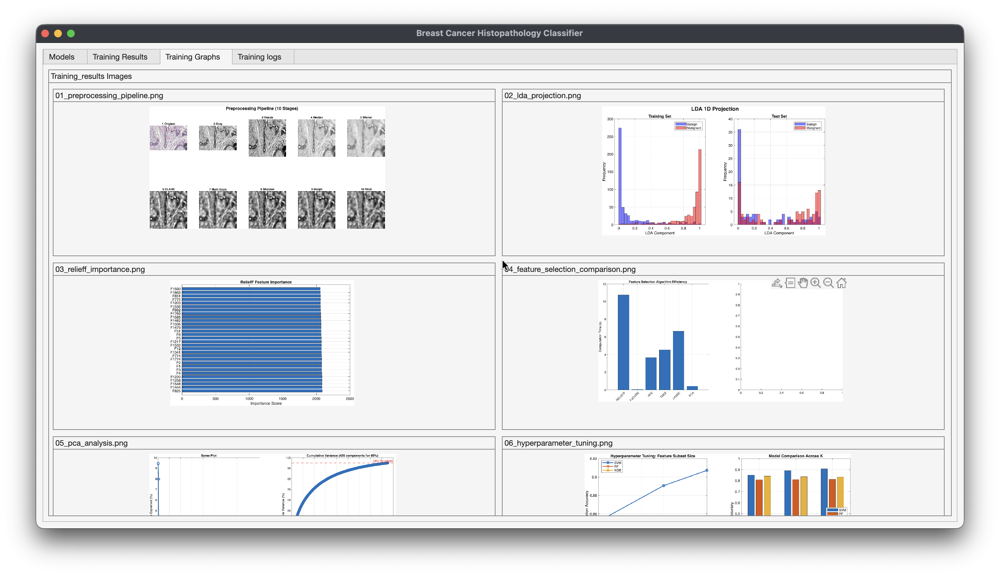 Breast Cancer Histopathology Classifier
Models
Training Results
Training Graphs
Training logs
Training_results Images
01_preprocessing_pipeline.png
Preprocessing Pipeline (10 Stages)
1 Original
2 Gray
3 Resize
4 Median
5 Wiener
6 CLAHE
7 Multi-Scale
8 Sharpen
9 Morph
10 Final
02_lda_projection.png
LDA 1D Projection
Training Set
Benign
Malignant
300
250
200
150
100
50
0
Frequency
0 0.2 0.4 0.6 0.8 1
LDA Component
Test Set
Benign
Malignant
40
35
30
25
20
15
10
5
0
Frequency
0 0.2 0.4 0.6 0.8 1
LDA Component
03_relieff_importance.png
ReliefF Feature Importance
F1590
F1869
F851
F775
F1203
F1536
F992
F1769
F1586
F1482
F1336
F1479
F51
F6
F5
F1217
F1532
F12
F1341
F774
F1774
F2
F1
F3
F4
F1220
F1258
F1548
F1444
F825
0 500 1000 1500 2000 2500
Importance Score
04_feature_selection_comparison.png
Feature Selection Algorithm Efficiency
12
10
8
6
4
2
0
Computation Time (s)
RELIEFF
FSCORE
RFE
TREE
LASSO
PCA
1
0.9
0.8
0.7
0.6
0.5
0.4
0.3
0.2
0.1
0
0 0.2 0.4 0.6 0.8 1
05_pca_analysis.png
Scree Plot
10
9
8
7
6
5
Explained (%)
Cumulative Variance (426 components for 95%)
95% Threshold
100
90
80
70
60
50
Variance (%)
06_hyperparameter_tuning.png
Hyperparameter Tuning: Feature Subset Size
SVM
RF
XGB
0.92
0.9
0.88
0.86
Accuracy
Model Comparison Across K
1
0.9
0.8
0.7
0.6
0.5
SVM
RF